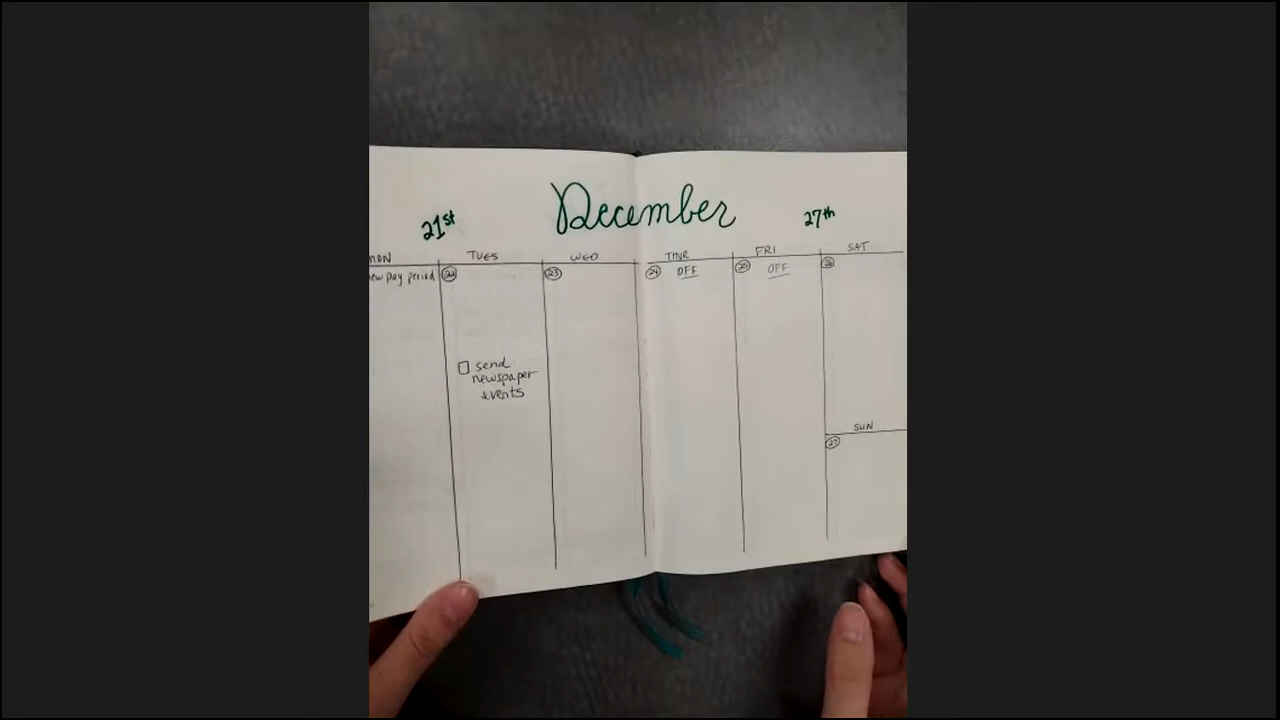 December
21st
27th
MON
TUES
WED
THUR
FRI
SAT
pay period
22
23
24 OFF
25 OFF
26
send
newspaper
events
SUN
27